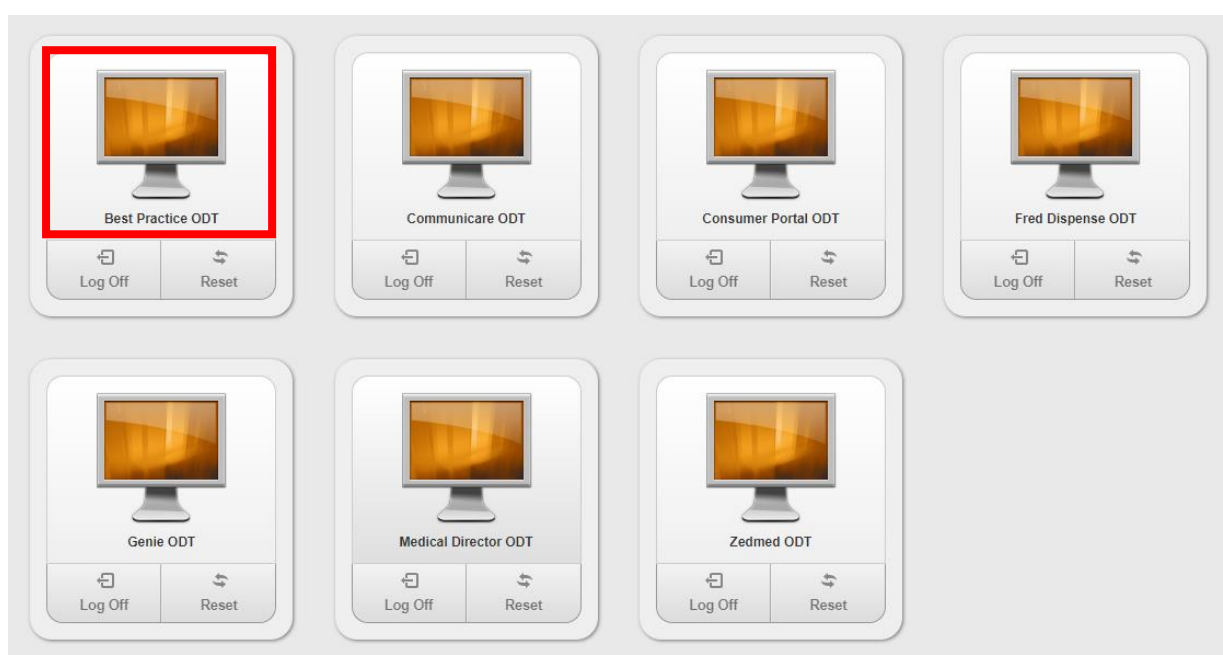 Best Practice ODT
Communicare ODT
Consumer Portal ODT
Fred Dispense ODT
Log Off
Reset
Log Off
Reset
Log Off
Reset
Log Off
Reset
Genie ODT
Medical Director ODT
Zedmed ODT
Log Off
Reset
Log Off
Reset
Log Off
Reset